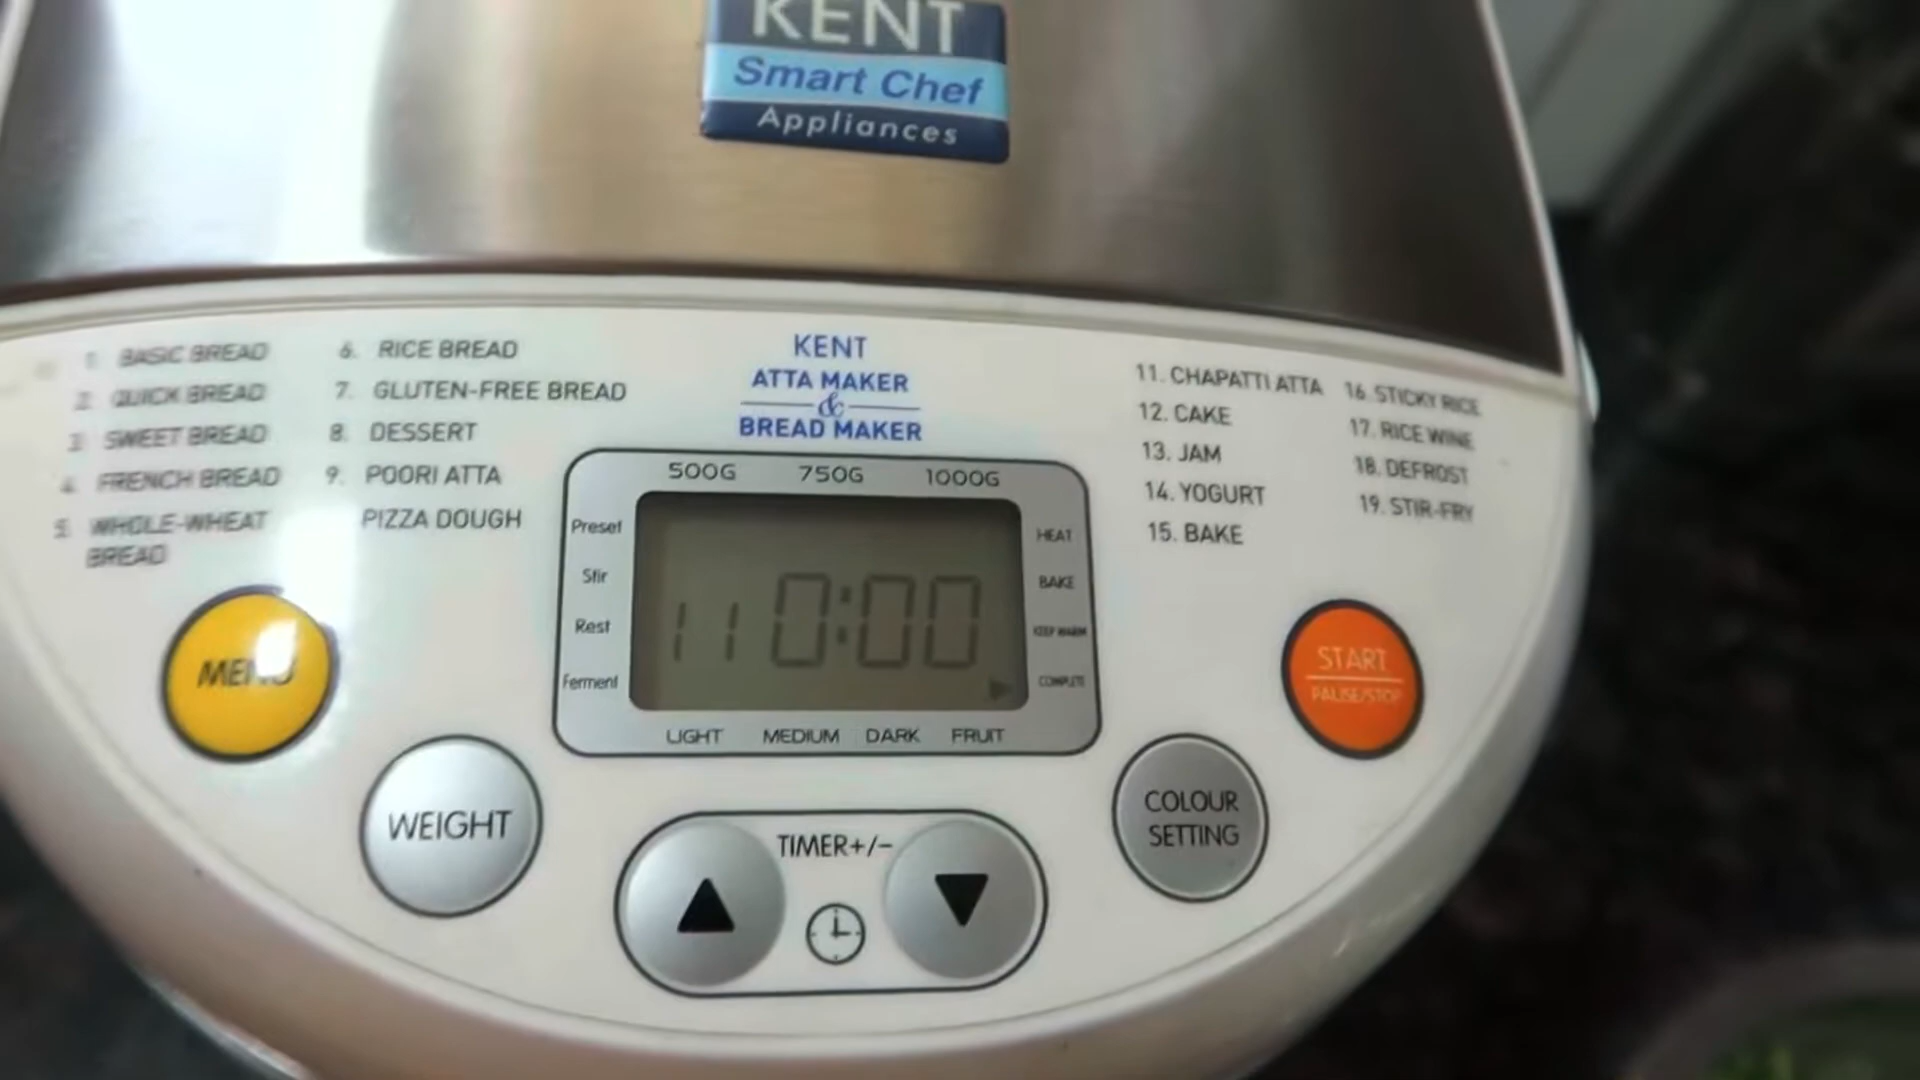 KENT
Smart Chef
Appliances
1. BASIC BREAD
2. QUICK BREAD
3. SWEET BREAD
4. FRENCH BREAD
5. WHOLE-WHEAT
BREAD
6. RICE BREAD
7. GLUTEN-FREE BREAD
8. DESSERT
9. POORI ATTA
PIZZA DOUGH
KENT
ATTA MAKER
&
BREAD MAKER
11. CHAPATTI ATTA
12. CAKE
13. JAM
14. YOGURT
15. BAKE
16. STICKY RICE
17. RICE WINE
18. DEFROST
19. STIR-FRY
500G 750G 1000G
Preset
Stir
Rest
Ferment
11 0:00
HEAT
BAKE
KEEP WARM
COMPLETE
LIGHT MEDIUM DARK FRUIT
MENU
START
PAUSE/STOP
WEIGHT
TIMER+/-
COLOUR
SETTING